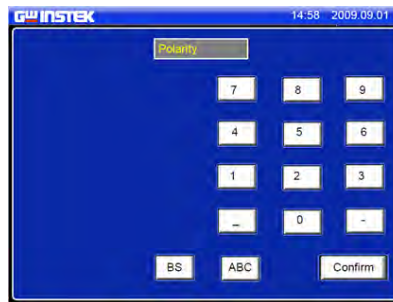 GW INSTEK 14:58 2009.09.01
Polarity
7 8 9
4 5 6
1 2 3
_ 0 -
BS ABC Confirm